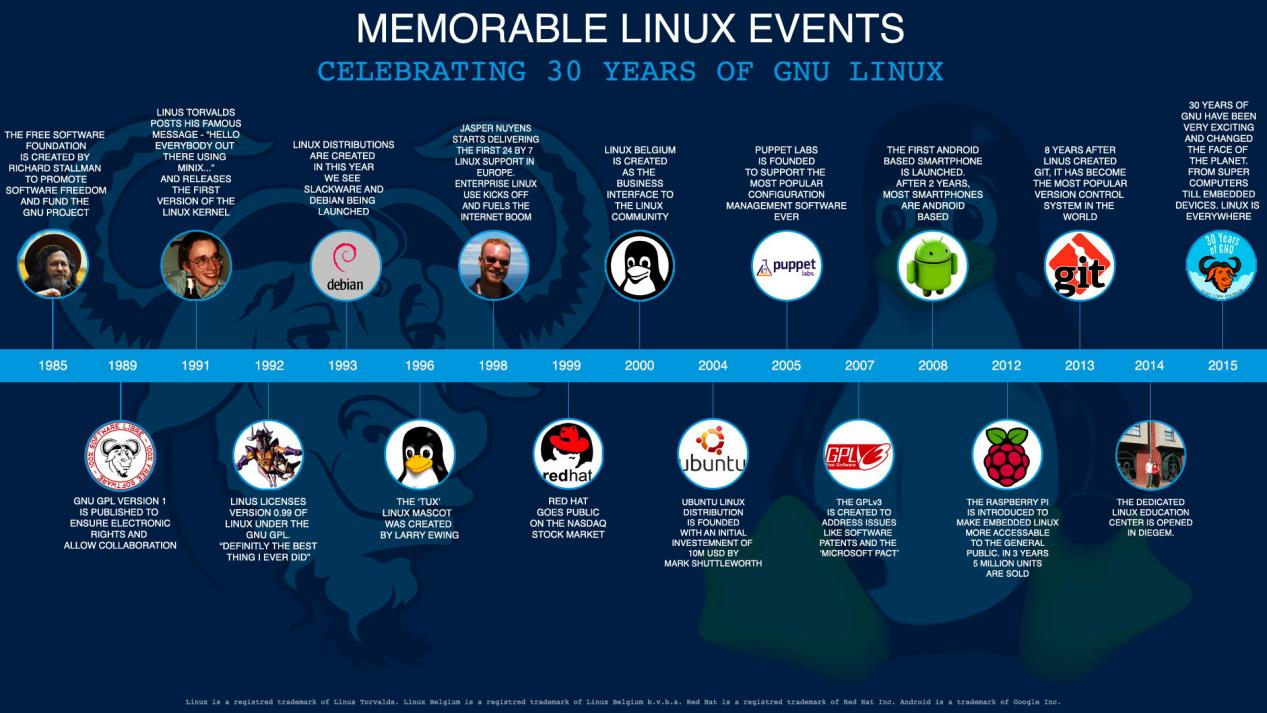 MEMORABLE LINUX EVENTS
CELEBRATING 30 YEARS OF GNU LINUX
THE FREE SOFTWARE
FOUNDATION
IS CREATED BY
RICHARD STALLMAN
TO PROMOTE
SOFTWARE FREEDOM
AND FUND THE
GNU PROJECT
LINUS TORVALDS
POSTS HIS FAMOUS
MESSAGE - "HELLO
EVERYBODY OUT
THERE USING
MINIX..."
AND RELEASES
THE FIRST
VERSION OF THE
LINUX KERNEL
LINUX DISTRIBUTIONS
ARE CREATED
IN THIS YEAR
WE SEE
SLACKWARE AND
DEBIAN BEING
LAUNCHED
debian
JASPER NUYENS
STARTS DELIVERING
THE FIRST 24 BY 7
LINUX SUPPORT IN
EUROPE.
ENTERPRISE LINUX
USE KICKS OFF
AND FUELS THE
INTERNET BOOM
LINUX BELGIUM
IS CREATED
AS THE
BUSINESS
INTERFACE TO
THE LINUX
COMMUNITY
PUPPET LABS
IS FOUNDED
TO SUPPORT THE
MOST POPULAR
CONFIGURATION
MANAGEMENT SOFTWARE
EVER
puppet
labs
THE FIRST ANDROID
BASED SMARTPHONE
IS LAUNCHED.
AFTER 2 YEARS,
MOST SMARTPHONES
ARE ANDROID
BASED
8 YEARS AFTER
LINUS CREATED
GIT, IT HAS BECOME
THE MOST POPULAR
VERSION CONTROL
SYSTEM IN THE
WORLD
git
30 YEARS OF
GNU HAVE BEEN
VERY EXCITING
AND CHANGED
THE FACE OF
THE PLANET.
FROM SUPER
COMPUTERS
TILL EMBEDDED
DEVICES. LINUX IS
EVERYWHERE
30 Years
of GNU
1985 1989 1991 1992 1993 1996 1998 1999 2000 2004 2005 2007 2008 2012 2013 2014 2015
SOFTWARE LIBRE - 100% FREE SOFTWARE - 100%
GNU GPL VERSION 1
IS PUBLISHED TO
ENSURE ELECTRONIC
RIGHTS AND
ALLOW COLLABORATION
LINUS LICENSES
VERSION 0.99 OF
LINUX UNDER THE
GNU GPL.
"DEFINITLY THE BEST
THING I EVER DID"
THE 'TUX'
LINUX MASCOT
WAS CREATED
BY LARRY EWING
redhat
RED HAT
GOES PUBLIC
ON THE NASDAQ
STOCK MARKET
ubuntu
UBUNTU LINUX
DISTRIBUTION
IS FOUNDED
WITH AN INITIAL
INVESTEMNENT OF
10M USD BY
MARK SHUTTLEWORTH
GPLv3
Free Software
THE GPLv3
IS CREATED TO
ADDRESS ISSUES
LIKE SOFTWARE
PATENTS AND THE
'MICROSOFT PACT'
THE RASPBERRY PI
IS INTRODUCED TO
MAKE EMBEDDED LINUX
MORE ACCESSABLE
TO THE GENERAL
PUBLIC. IN 3 YEARS
5 MILLION UNITS
ARE SOLD
THE DEDICATED
LINUX EDUCATION
CENTER IS OPENED
IN DIEGEM.
Linux is a registred trademark of Linus Torvalds. Linux Belgium is a registred trademark of Linux Belgium b.v.b.a. Red Hat is a registred trademark of Red Hat Inc. Android is a trademark of Google Inc.